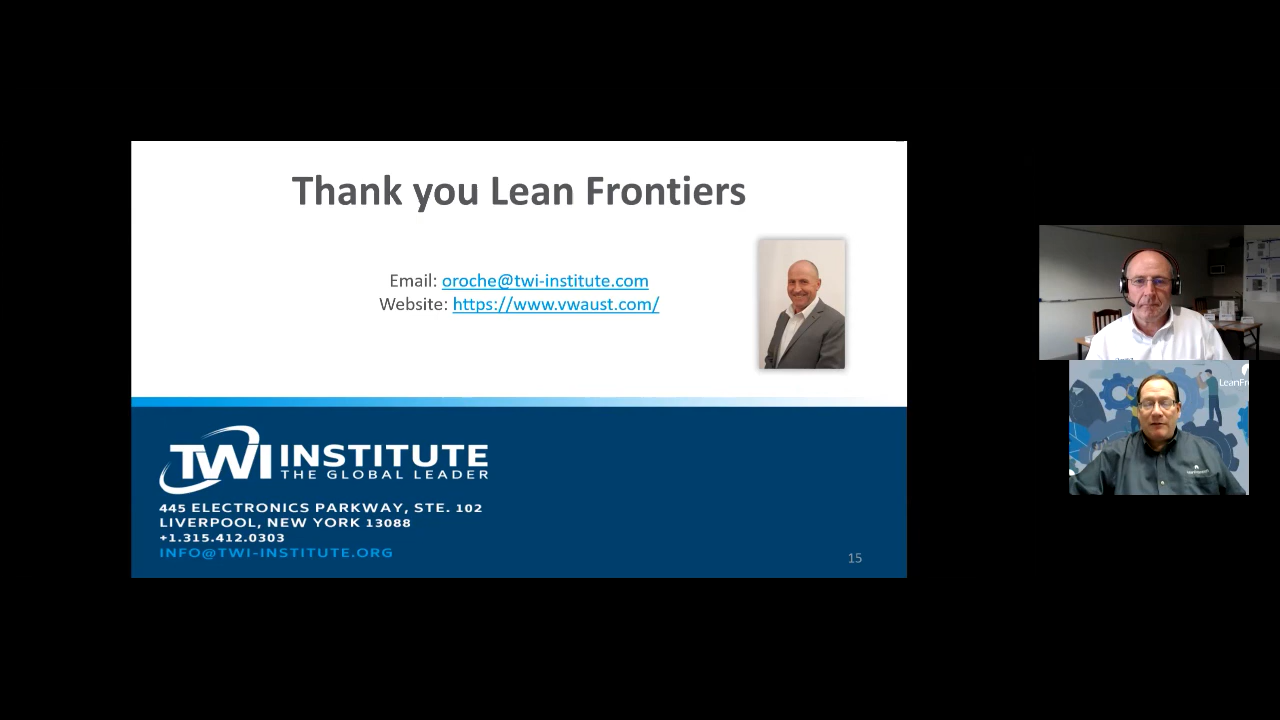 Thank you Lean Frontiers
Email: oroche@twi-institute.com
Website: https://www.vwaust.com/
TWI INSTITUTE
THE GLOBAL LEADER
445 ELECTRONICS PARKWAY, STE. 102
LIVERPOOL, NEW YORK 13088
+1.315.412.0303
INFO@TWI-INSTITUTE.ORG
15
LeanFro